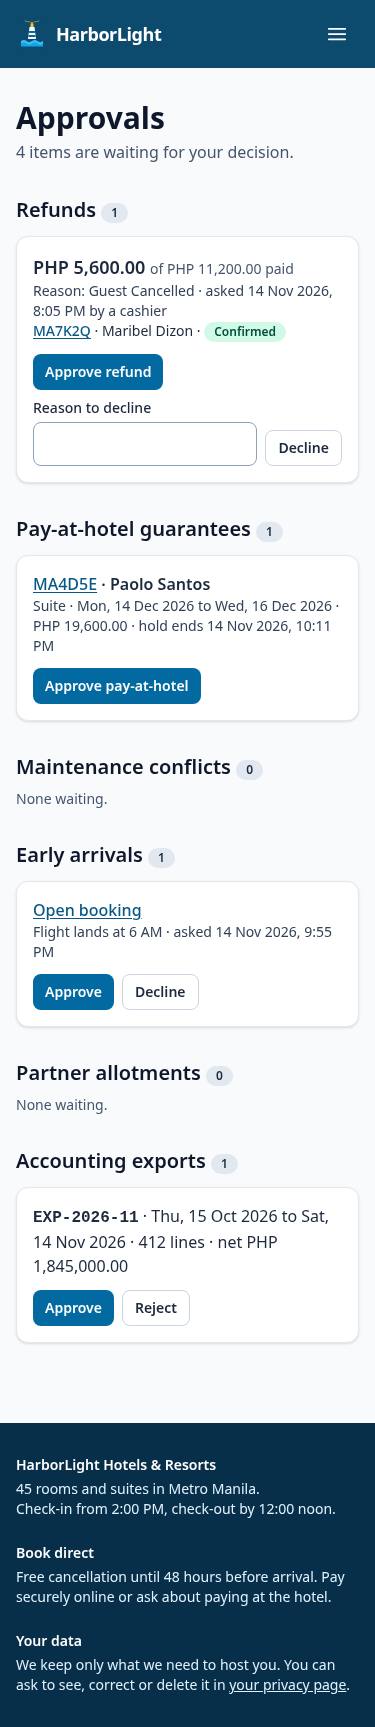 HarborLight
Approvals
4 items are waiting for your decision.
Refunds 1
PHP 5,600.00 of PHP 11,200.00 paid
Reason: Guest Cancelled · asked 14 Nov 2026,
8:05 PM by a cashier
MA7K2Q · Maribel Dizon · Confirmed
Approve refund
Reason to decline
Decline
Pay-at-hotel guarantees 1
MA4D5E · Paolo Santos
Suite · Mon, 14 Dec 2026 to Wed, 16 Dec 2026 ·
PHP 19,600.00 · hold ends 14 Nov 2026, 10:11
PM
Approve pay-at-hotel
Maintenance conflicts 0
None waiting.
Early arrivals 1
Open booking
Flight lands at 6 AM · asked 14 Nov 2026, 9:55
PM
Approve Decline
Partner allotments 0
None waiting.
Accounting exports 1
EXP-2026-11 · Thu, 15 Oct 2026 to Sat,
14 Nov 2026 · 412 lines · net PHP
1,845,000.00
Approve Reject
HarborLight Hotels & Resorts
45 rooms and suites in Metro Manila.
Check-in from 2:00 PM, check-out by 12:00 noon.
Book direct
Free cancellation until 48 hours before arrival. Pay
securely online or ask about paying at the hotel.
Your data
We keep only what we need to host you. You can
ask to see, correct or delete it in your privacy page.